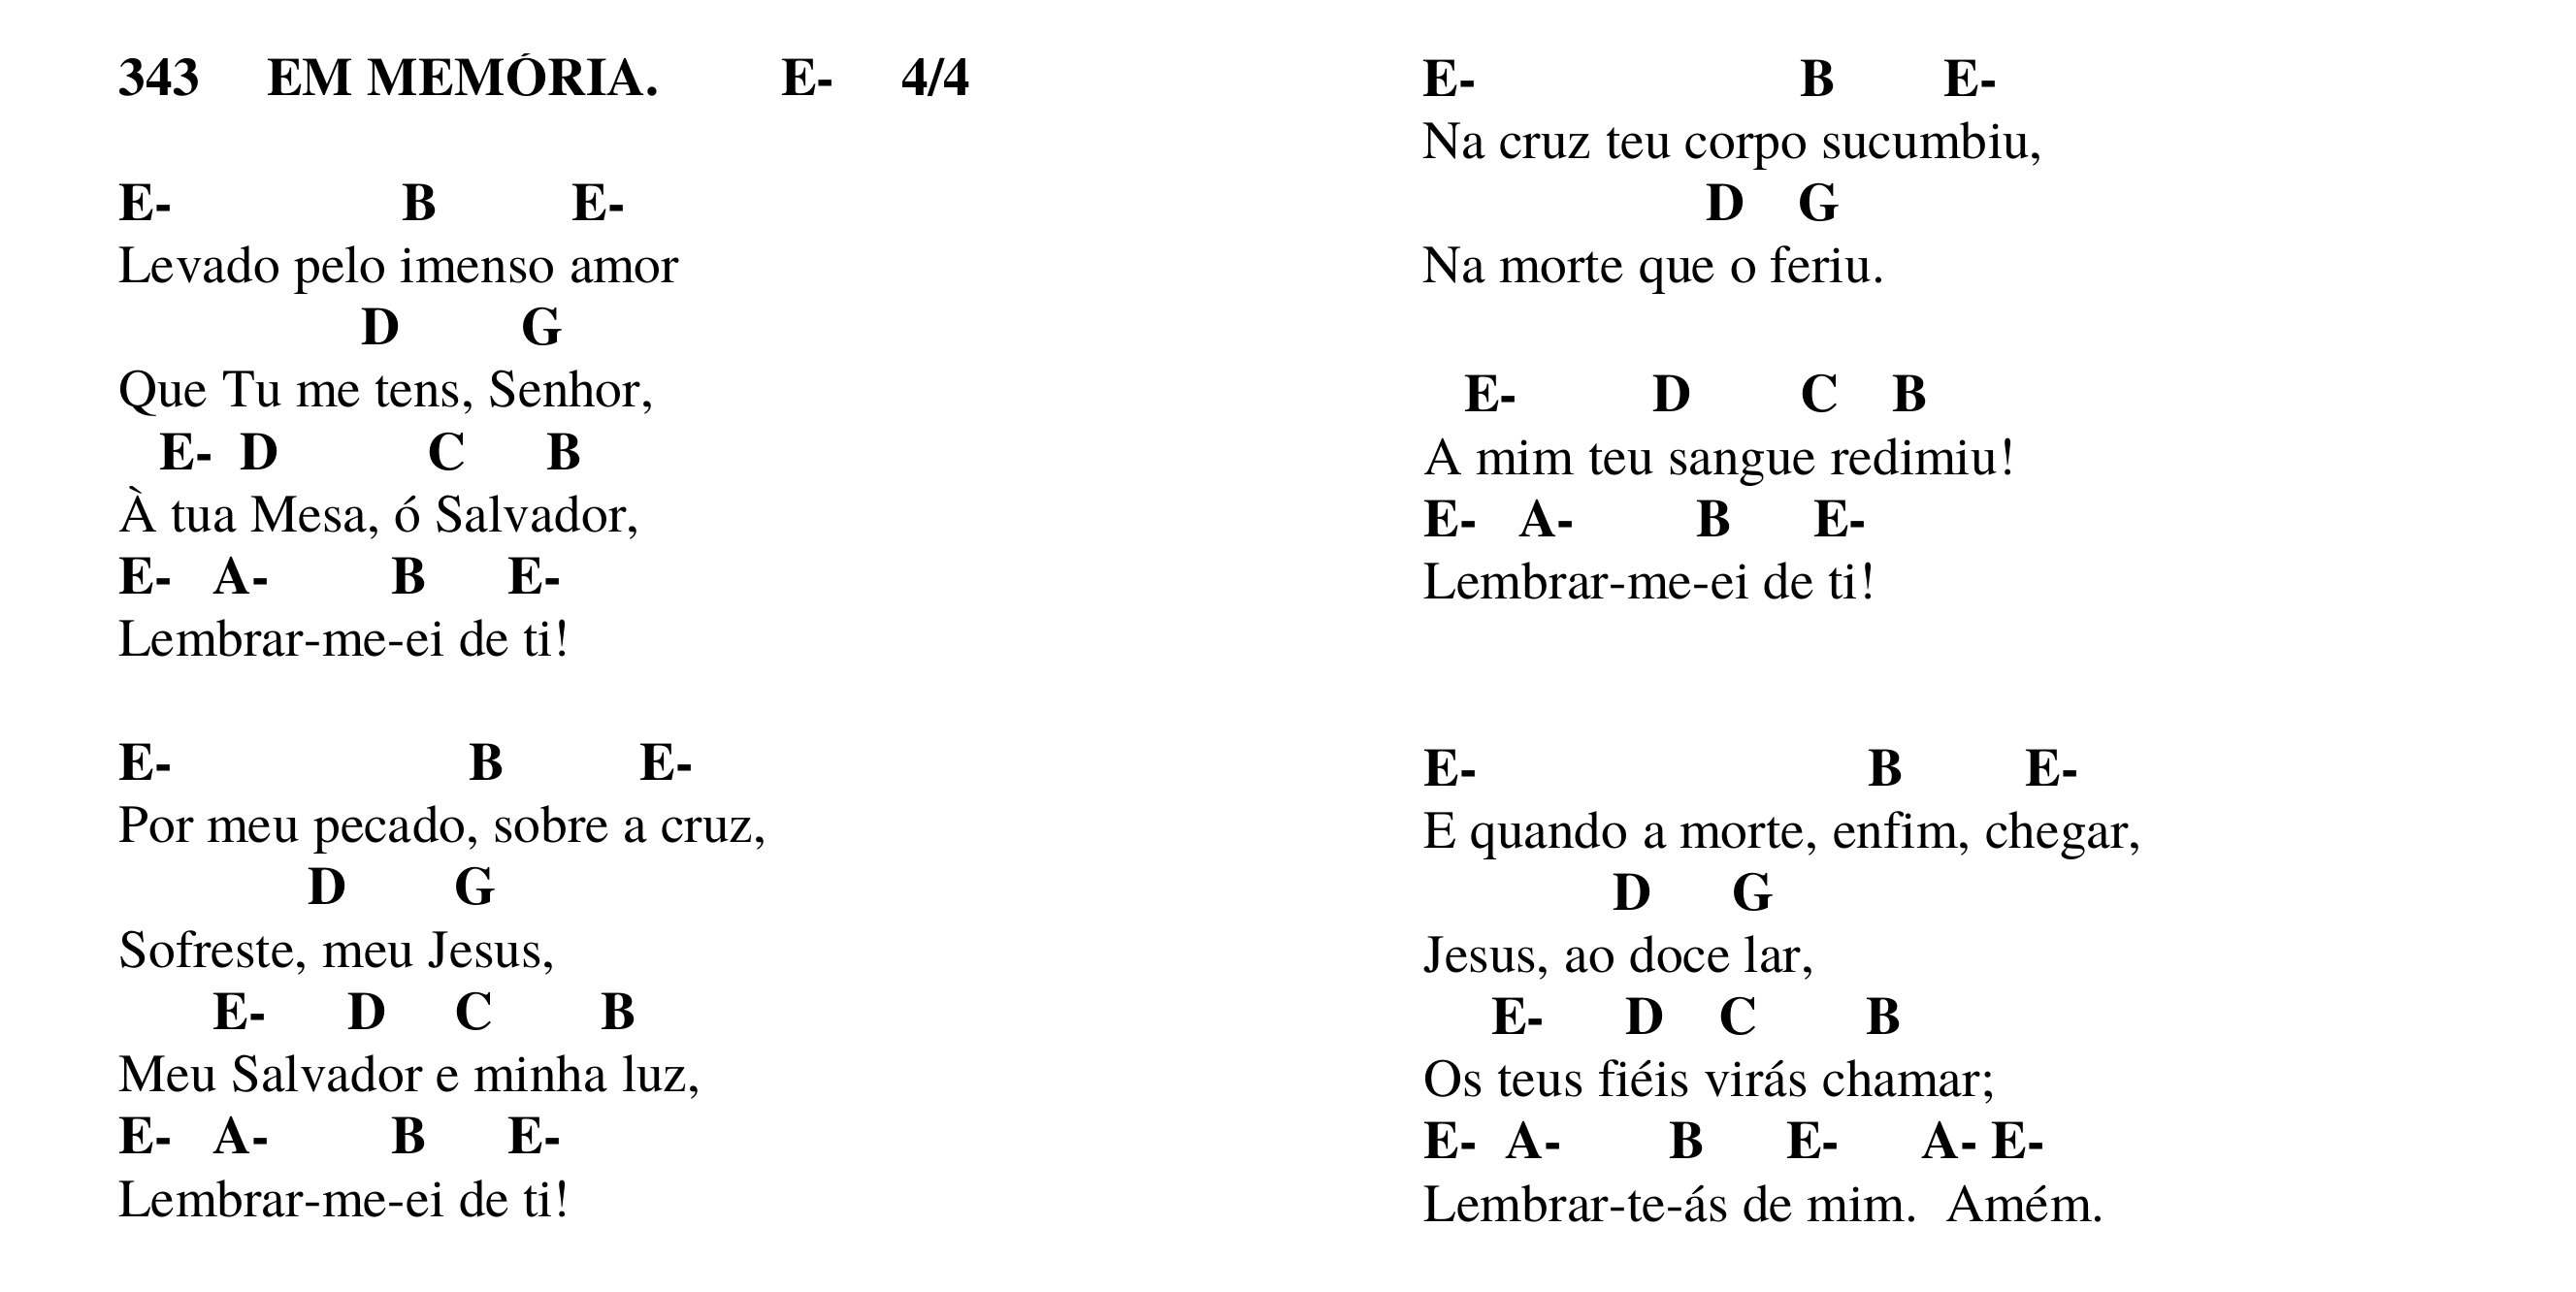 343 EM MEMÓRIA. E- 4/4
E- B E-
Levado pelo imenso amor
D G
Que Tu me tens, Senhor,
E- D C B
À tua Mesa, ó Salvador,
E- A- B E-
Lembrar-me-ei de ti!
E- B E-
Por meu pecado, sobre a cruz,
D G
Sofreste, meu Jesus,
E- D C B
Meu Salvador e minha luz,
E- A- B E-
Lembrar-me-ei de ti!
E- B E-
Na cruz teu corpo sucumbiu,
D G
Na morte que o feriu.
E- D C B
A mim teu sangue redimiu!
E- A- B E-
Lembrar-me-ei de ti!
E- B E-
E quando a morte, enfim, chegar,
D G
Jesus, ao doce lar,
E- D C B
Os teus fiéis virás chamar;
E- A- B E- A- E-
Lembrar-te-ás de mim. Amém.